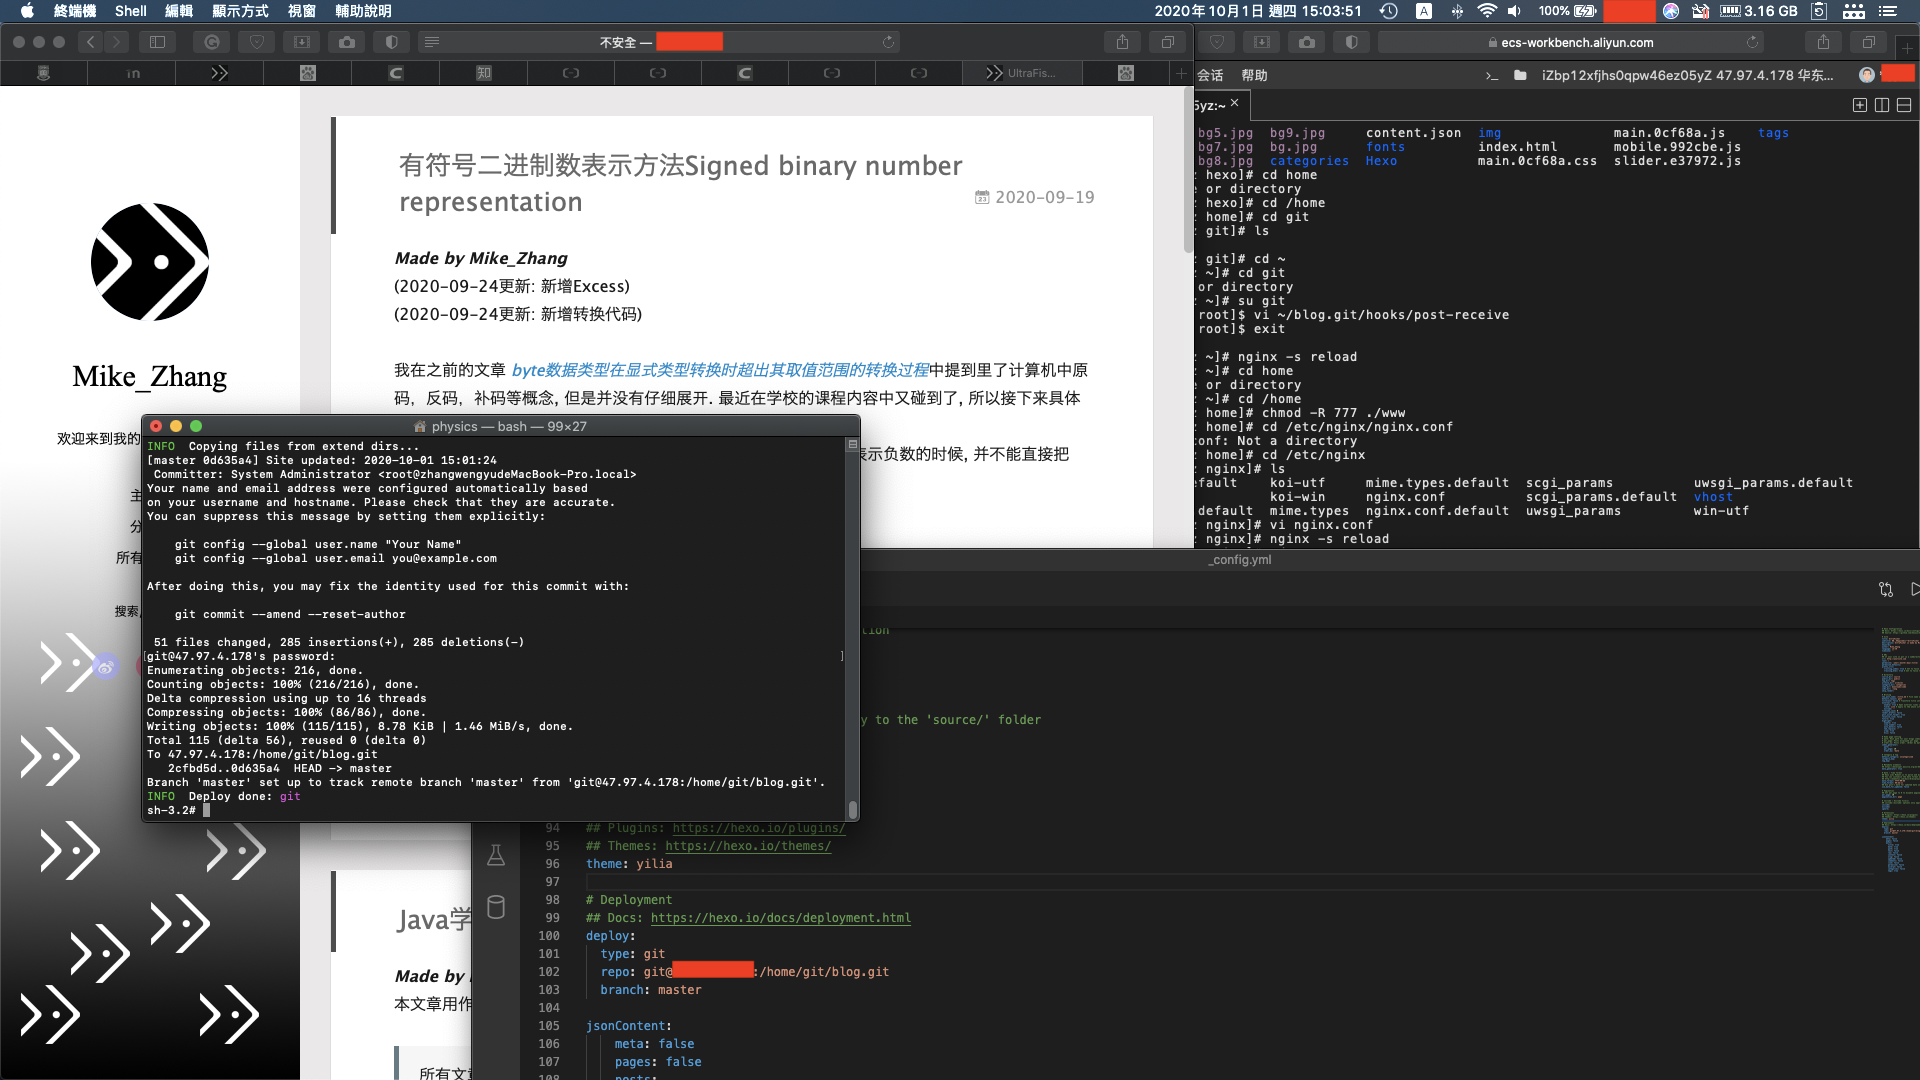 終端機 Shell 編輯 顯示方式 視窗 輔助說明
2020年10月1日 週四 15:03:51 A 100% 3.16 GB
不安全 —
ecs-workbench.aliyun.com
in 知 UltraFis...
会话 帮助
iZbp12xfjhs0qpw46ez05yZ 47.97.4.178 华东...
5yz:~ ×
有符号二进制数表示方法Signed binary number
representation
2020-09-19
Made by Mike_Zhang
(2020-09-24更新: 新增Excess)
(2020-09-24更新: 新增转换代码)
我在之前的文章 byte数据类型在显式类型转换时超出其取值范围的转换过程中提到里了计算机中原
码，反码，补码等概念, 但是并没有仔细展开. 最近在学校的课程内容中又碰到了, 所以接下来具体
表示负数的时候, 并不能直接把
Mike_Zhang
欢迎来到我的
主
分
所有
搜索
bg5.jpg bg9.jpg content.json img main.0cf68a.js tags
bg7.jpg bg.jpg fonts index.html mobile.992cbe.js
bg8.jpg categories Hexo main.0cf68a.css slider.e37972.js
hexo]# cd home
e or directory
hexo]# cd /home
home]# cd git
git]# ls
git]# cd ~
~]# cd git
or directory
~]# su git
root]$ vi ~/blog.git/hooks/post-receive
root]$ exit
~]# nginx -s reload
~]# cd home
e or directory
~]# cd /home
home]# chmod -R 777 ./www
home]# cd /etc/nginx/nginx.conf
conf: Not a directory
home]# cd /etc/nginx
nginx]# ls
efault koi-utf mime.types.default scgi_params uwsgi_params.default
koi-win nginx.conf scgi_params.default vhost
default mime.types nginx.conf.default uwsgi_params win-utf
nginx]# vi nginx.conf
nginx]# nginx -s reload
physics — bash — 99×27
INFO  Copying files from extend dirs...
[master 0d635a4] Site updated: 2020-10-01 15:01:24
 Committer: System Administrator <root@zhangwengyudeMacBook-Pro.local>
Your name and email address were configured automatically based
on your username and hostname. Please check that they are accurate.
You can suppress this message by setting them explicitly:
    git config --global user.name "Your Name"
    git config --global user.email you@example.com
After doing this, you may fix the identity used for this commit with:
    git commit --amend --reset-author
 51 files changed, 285 insertions(+), 285 deletions(-)
[git@47.97.4.178's password: ]
Enumerating objects: 216, done.
Counting objects: 100% (216/216), done.
Delta compression using up to 16 threads
Compressing objects: 100% (86/86), done.
Writing objects: 100% (115/115), 8.78 KiB | 1.46 MiB/s, done.
Total 115 (delta 56), reused 0 (delta 0)
To 47.97.4.178:/home/git/blog.git
   2cfbd5d..0d635a4  HEAD -> master
Branch 'master' set up to track remote branch 'master' from 'git@47.97.4.178:/home/git/blog.git'.
INFO  Deploy done: git
sh-3.2#
_config.yml
tion
y to the 'source/' folder
94 ## Plugins: https://hexo.io/plugins/
95 ## Themes: https://hexo.io/themes/
96 theme: yilia
97
98 # Deployment
99 ## Docs: https://hexo.io/docs/deployment.html
100 deploy:
101   type: git
102   repo: git@ :/home/git/blog.git
103   branch: master
104
105 jsonContent:
106     meta: false
107     pages: false
108     posts:
Java学
Made by
本文章用作
所有文